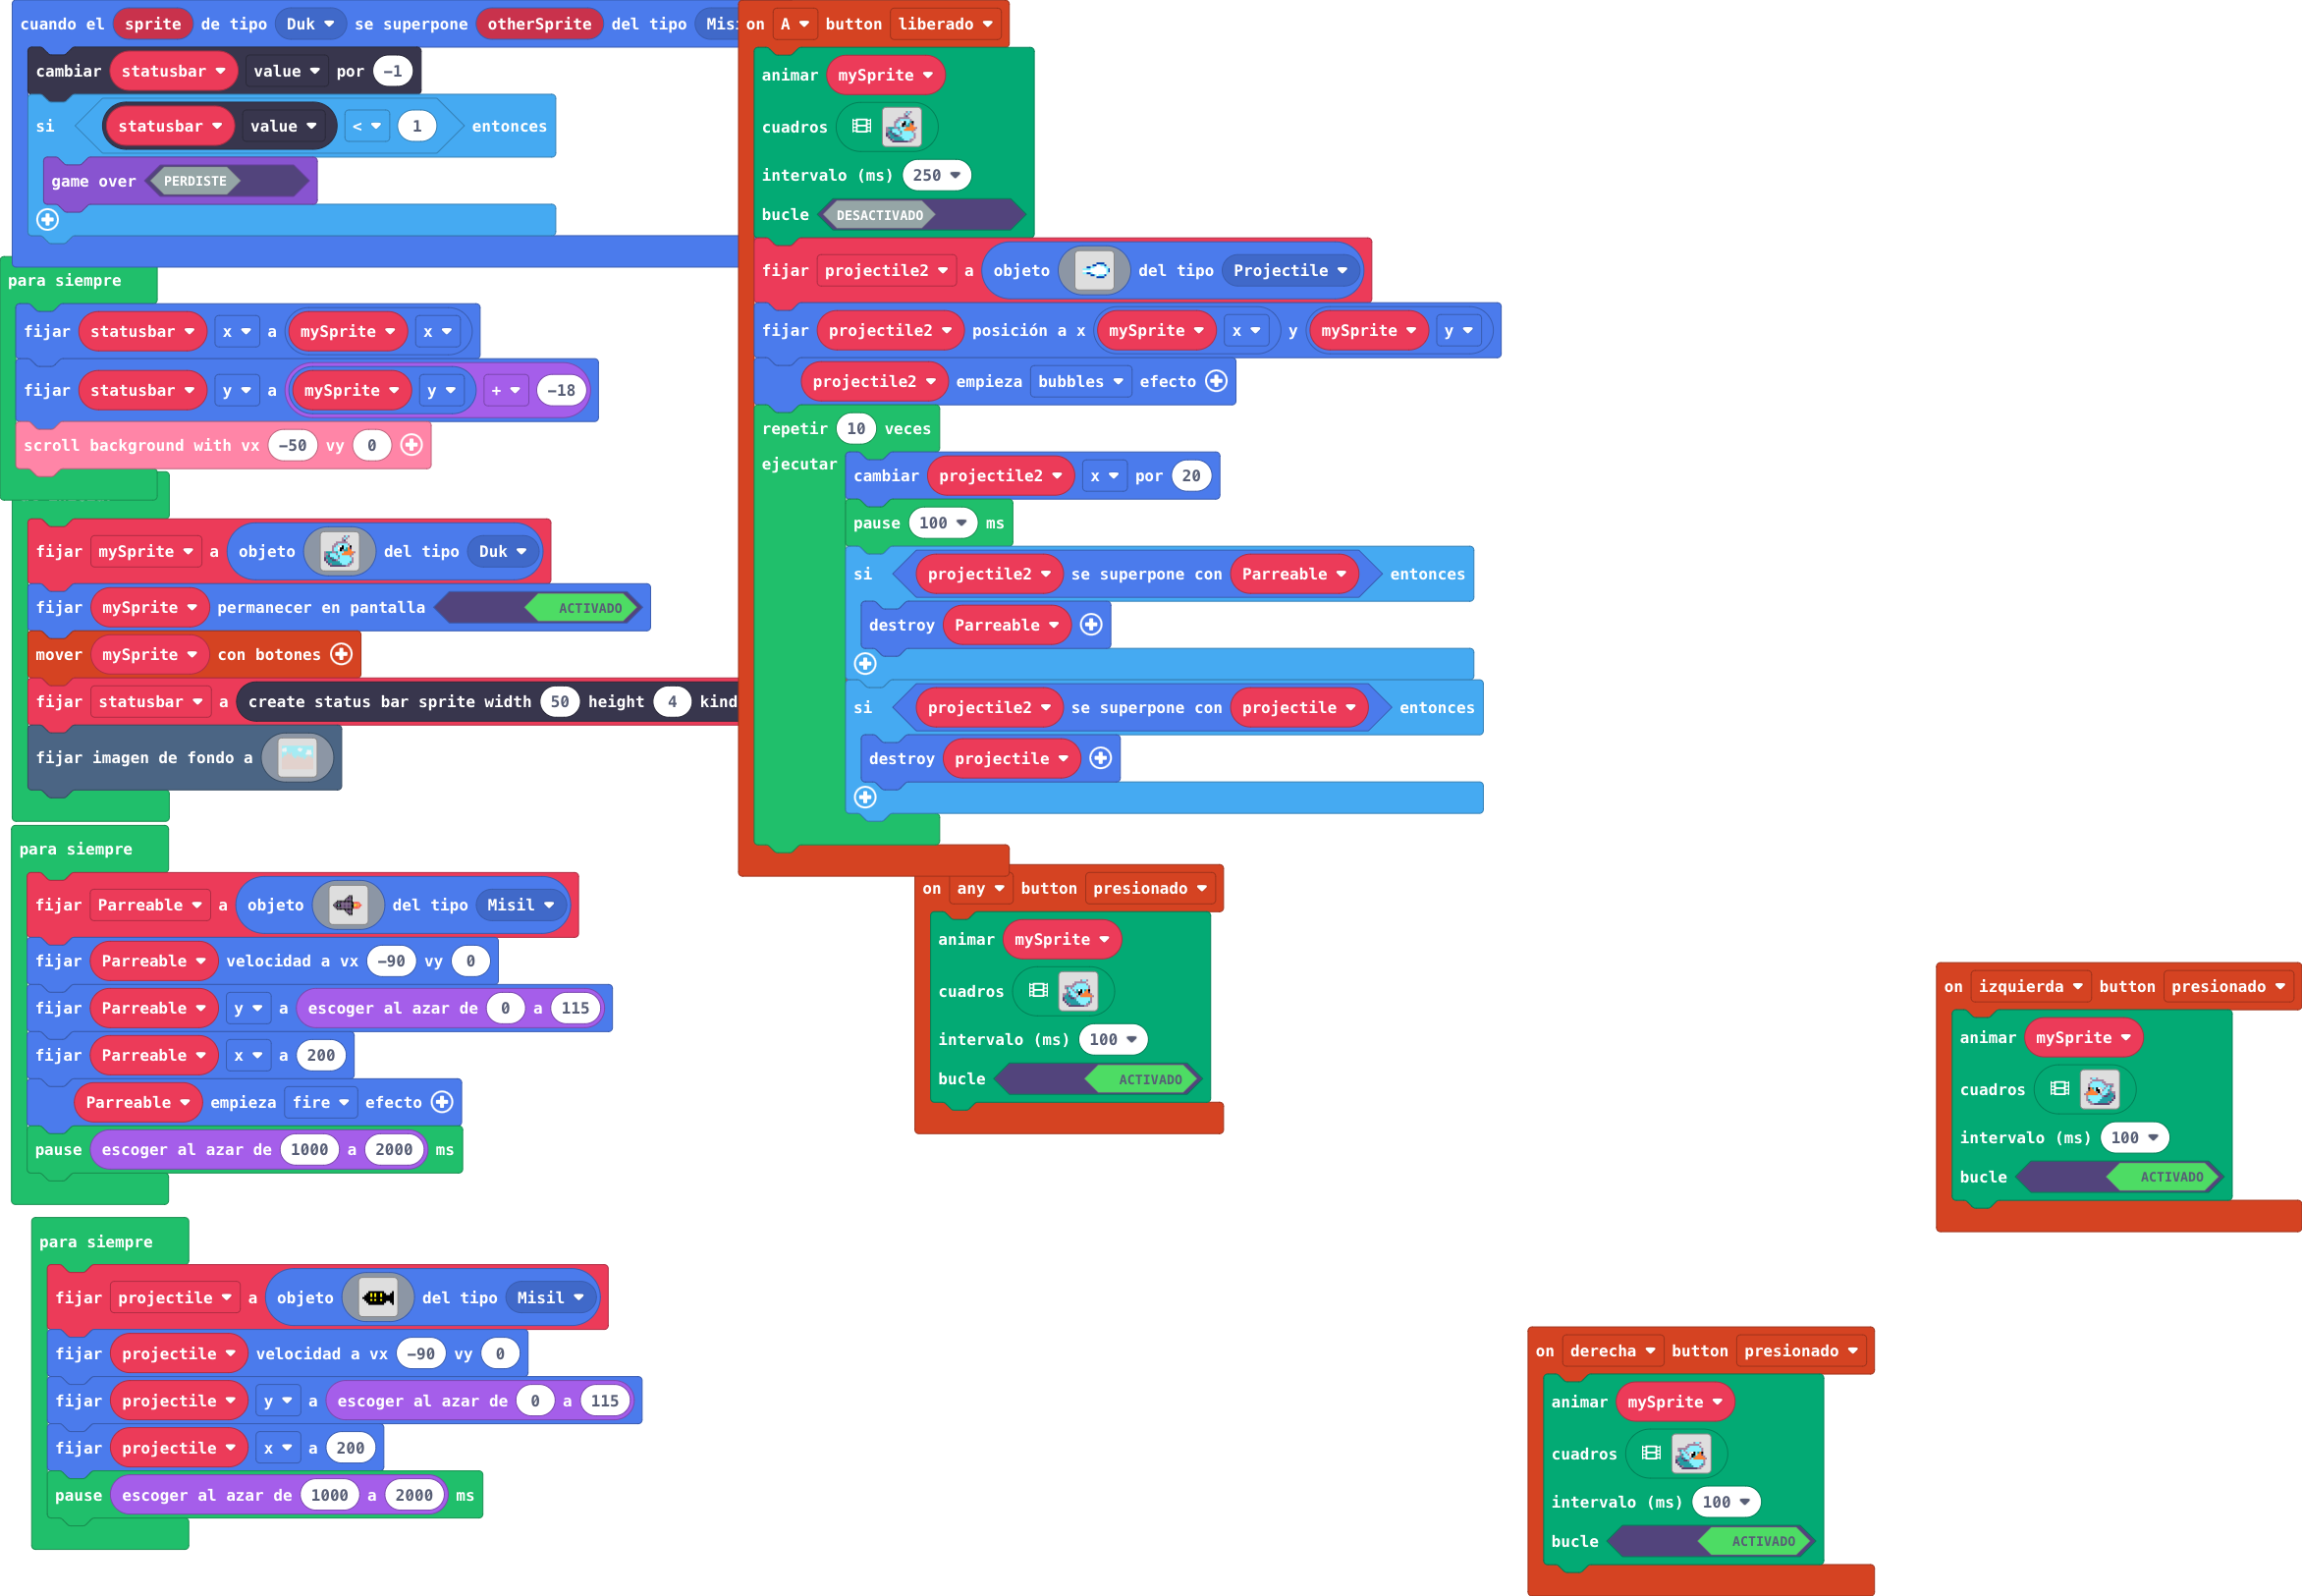 cuando el sprite de tipo Duk se superpone otherSprite del tipo
cambiar statusbar value por -1
si statusbar value < 1 entonces
game over PERDISTE
para siempre
fijar statusbar x a mySprite x
fijar statusbar y a mySprite y + -18
scroll background with vx -50 vy 0
fijar mySprite a objeto del tipo Duk
fijar mySprite permanecer en pantalla ACTIVADO
mover mySprite con botones
fijar statusbar a create status bar sprite width 50 height 4 kind
fijar imagen de fondo a
para siempre
fijar Parreable a objeto del tipo Misil
fijar Parreable velocidad a vx -90 vy 0
fijar Parreable y a escoger al azar de 0 a 115
fijar Parreable x a 200
Parreable empieza fire efecto
pause escoger al azar de 1000 a 2000 ms
para siempre
fijar projectile a objeto del tipo Misil
fijar projectile velocidad a vx -90 vy 0
fijar projectile y a escoger al azar de 0 a 115
fijar projectile x a 200
pause escoger al azar de 1000 a 2000 ms
on A button liberado
animar mySprite
cuadros
intervalo (ms) 250
bucle DESACTIVADO
fijar projectile2 a objeto del tipo Projectile
fijar projectile2 posición a x mySprite x y mySprite y
projectile2 empieza bubbles efecto
repetir 10 veces
ejecutar cambiar projectile2 x por 20
pause 100 ms
si projectile2 se superpone con Parreable entonces
destroy Parreable
si projectile2 se superpone con projectile entonces
destroy projectile
on any button presionado
animar mySprite
cuadros
intervalo (ms) 100
bucle ACTIVADO
on izquierda button presionado
animar mySprite
cuadros
intervalo (ms) 100
bucle ACTIVADO
on derecha button presionado
animar mySprite
cuadros
intervalo (ms) 100
bucle ACTIVADO